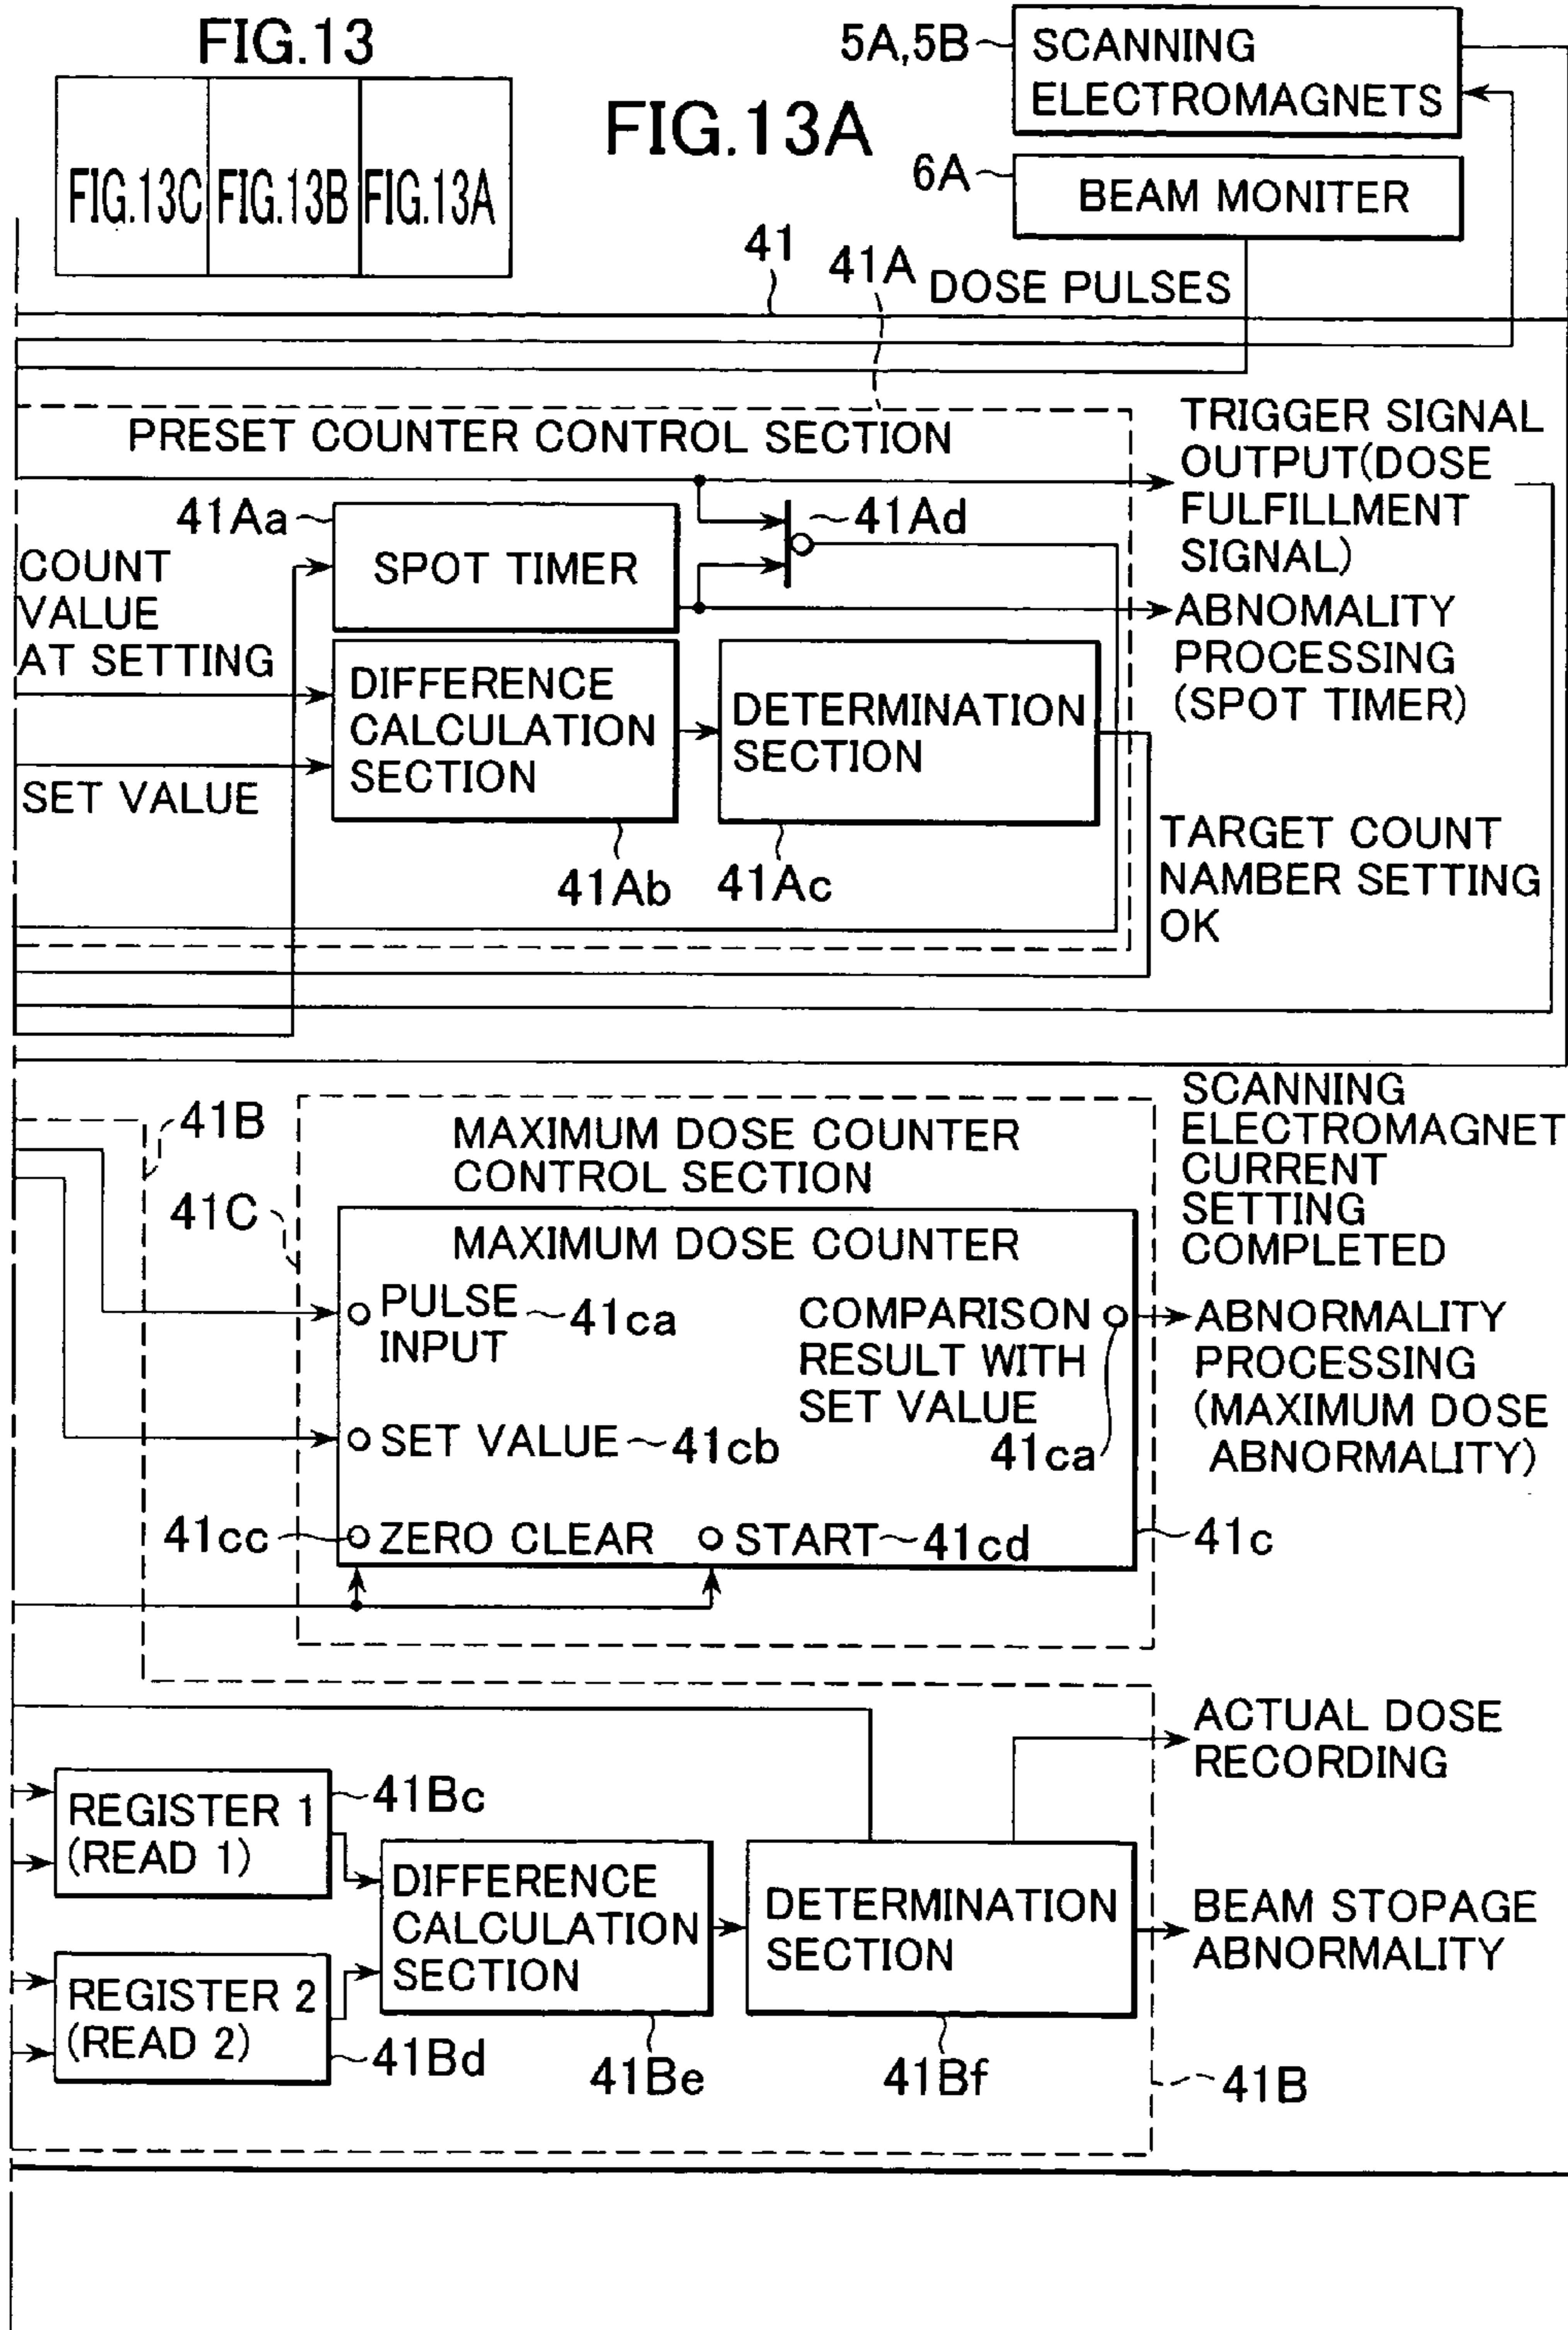 FIG.13
FIG.13C
FIG.13B
FIG.13A
FIG.13A
5A,5B
SCANNING
ELECTROMAGNETS
6A
BEAM MONITER
41
41A
DOSE PULSES
PRESET COUNTER CONTROL SECTION
TRIGGER SIGNAL
OUTPUT(DOSE
FULFILLMENT
SIGNAL)
41Aa
SPOT TIMER
41Ad
COUNT
VALUE
AT SETTING
ABNOMALITY
PROCESSING
(SPOT TIMER)
DIFFERENCE
CALCULATION
SECTION
DETERMINATION
SECTION
SET VALUE
41Ab
41Ac
TARGET COUNT
NAMBER SETTING
OK
41B
MAXIMUM DOSE COUNTER
CONTROL SECTION
SCANNING
ELECTROMAGNET
CURRENT
SETTING
COMPLETED
41C
MAXIMUM DOSE COUNTER
PULSE
INPUT
41ca
COMPARISON
RESULT WITH
SET VALUE
41ca
ABNORMALITY
PROCESSING
(MAXIMUM DOSE
ABNORMALITY)
SET VALUE
41cb
41cc
ZERO CLEAR
START
41cd
41c
ACTUAL DOSE
RECORDING
REGISTER 1
(READ 1)
41Bc
DIFFERENCE
CALCULATION
SECTION
DETERMINATION
SECTION
BEAM STOPAGE
ABNORMALITY
REGISTER 2
(READ 2)
41Bd
41Be
41Bf
41B